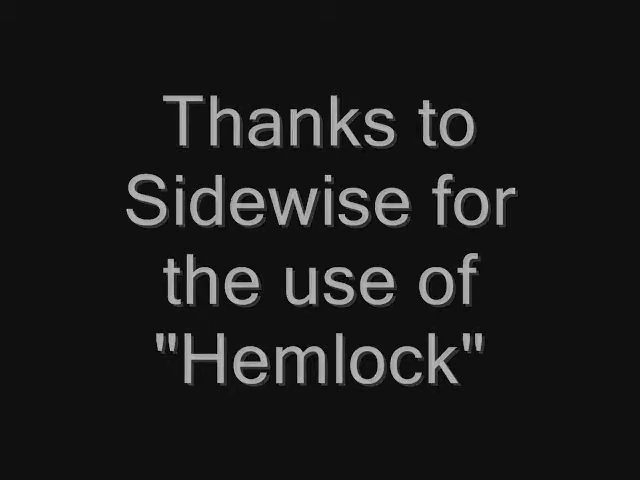 Thanks to
Sidewise for
the use of
"Hemlock"